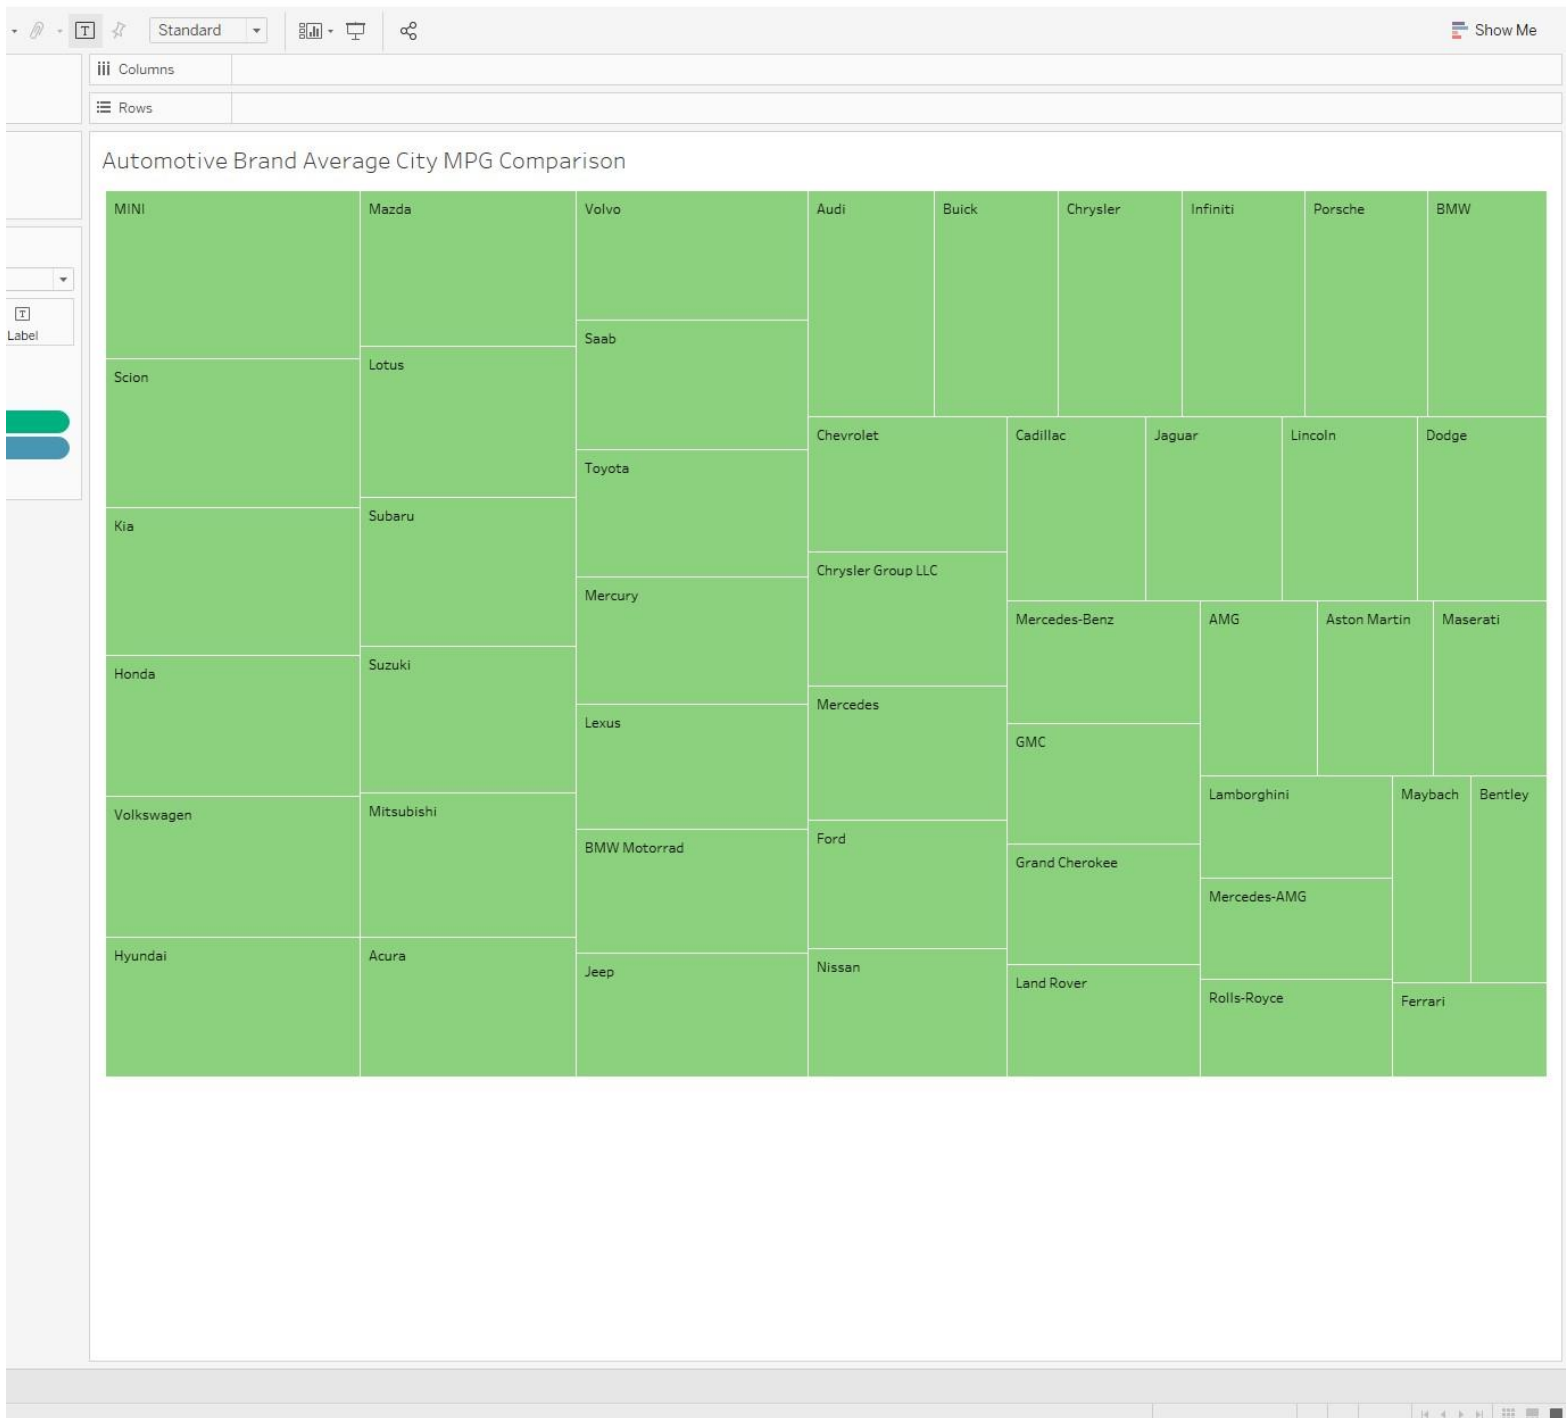 Standard
Show Me
Columns
Rows
Label
Automotive Brand Average City MPG Comparison
MINI
Scion
Kia
Honda
Volkswagen
Hyundai
Mazda
Lotus
Subaru
Suzuki
Mitsubishi
Acura
Volvo
Saab
Toyota
Mercury
Lexus
BMW Motorrad
Jeep
Audi
Buick
Chrysler
Infiniti
Porsche
BMW
Chevrolet
Chrysler Group LLC
Mercedes
Ford
Nissan
Cadillac
Jaguar
Lincoln
Dodge
Mercedes-Benz
GMC
Grand Cherokee
Land Rover
AMG
Aston Martin
Maserati
Lamborghini
Mercedes-AMG
Rolls-Royce
Maybach
Bentley
Ferrari